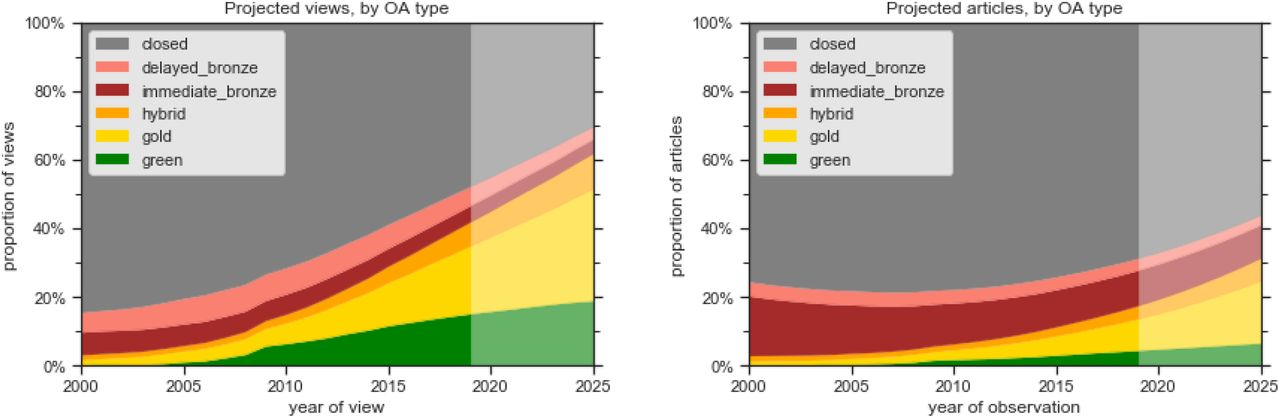 Projected views, by OA type
100%
80%
60%
40%
20%
0%
proportion of views
closed
delayed_bronze
immediate_bronze
hybrid
gold
green
2000
2005
2010
2015
2020
2025
year of view
Projected articles, by OA type
100%
80%
60%
40%
20%
0%
proportion of articles
closed
delayed_bronze
immediate_bronze
hybrid
gold
green
2000
2005
2010
2015
2020
2025
year of observation